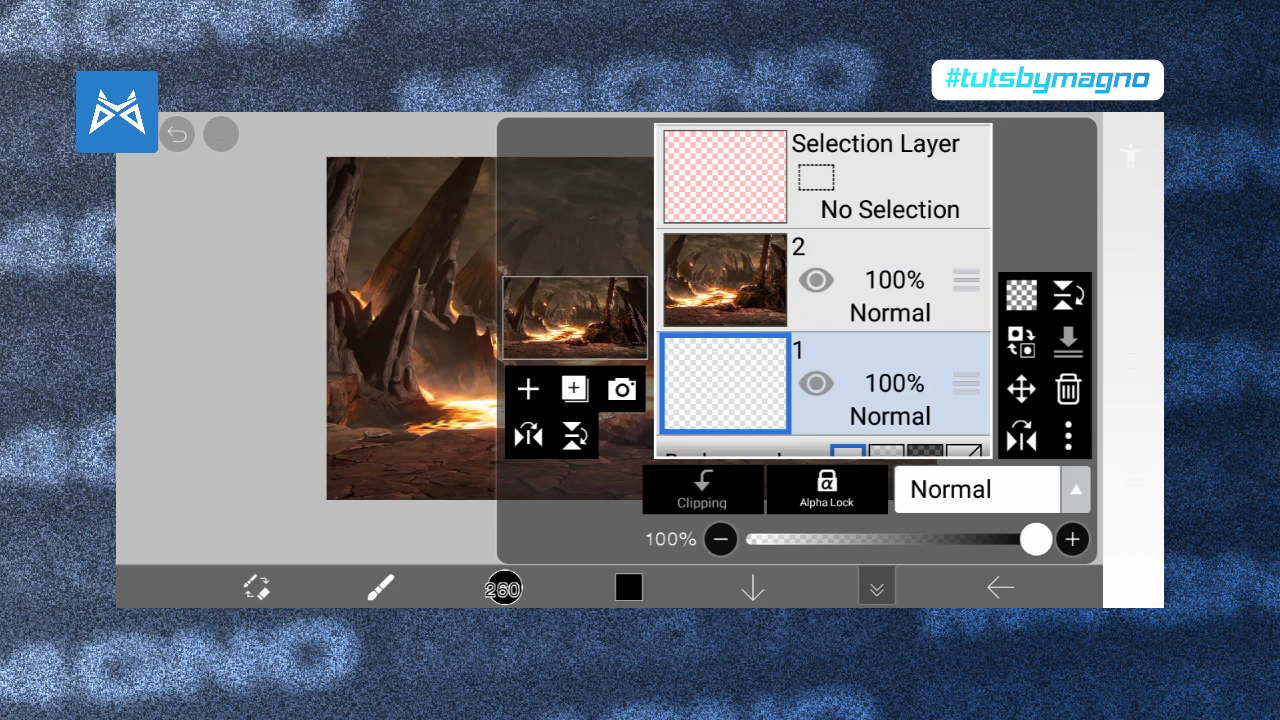 #tutsbymagno
Selection Layer
No Selection
2
100%
Normal
1
100%
Normal
Clipping
α
Alpha Lock
Normal
100%
260